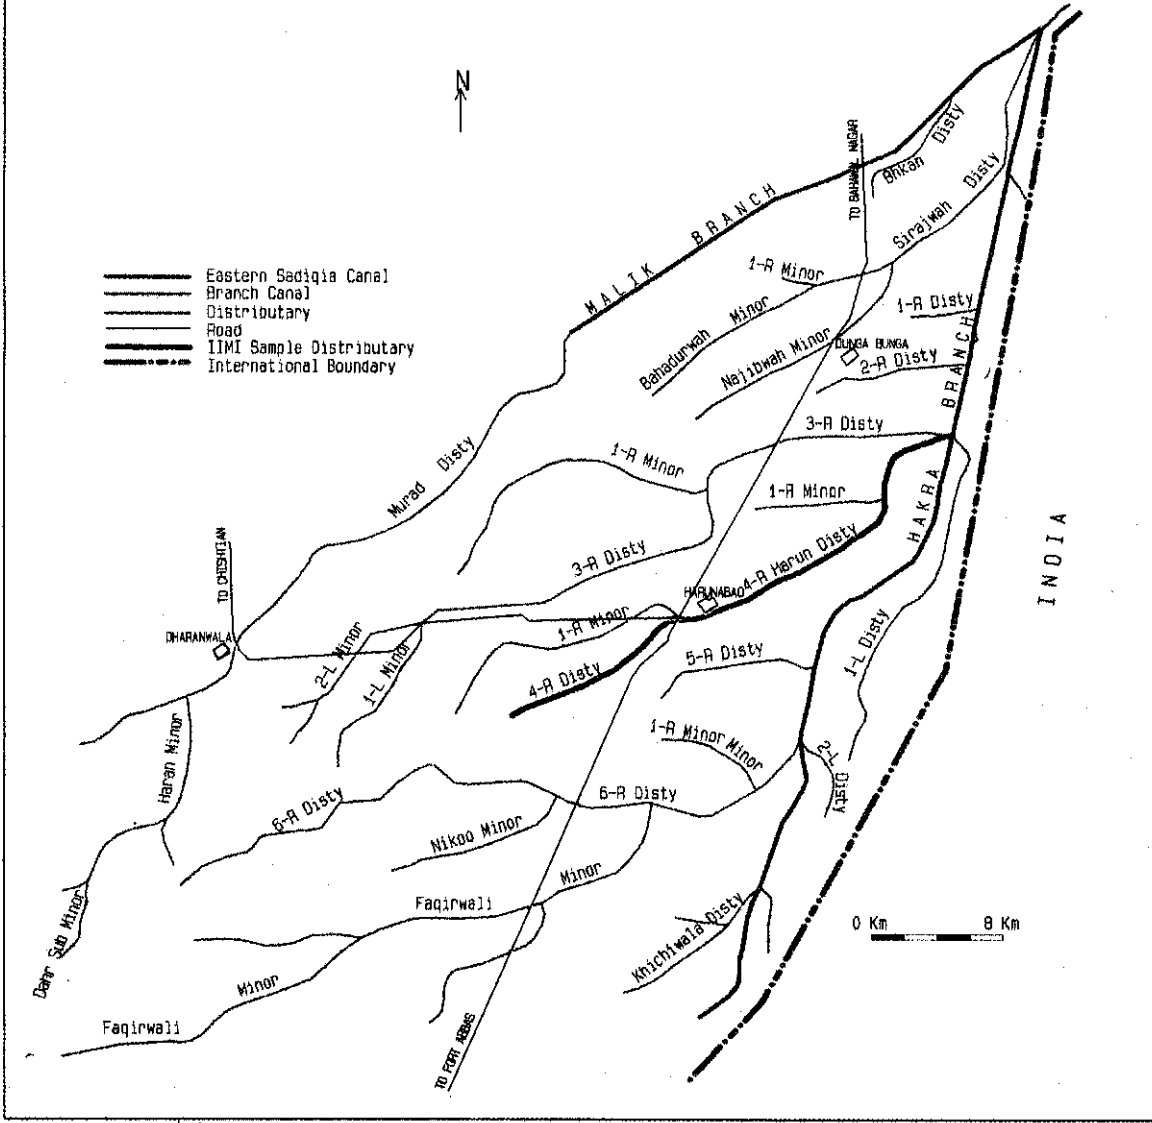 N
Bhkan Disty
TO BAHAWAL NAGAR
Sirajwah Disty
MALIK BRANCH
1-R Minor
Eastern Sadiqia Canal
Branch Canal
Distributary
Road
IIMI Sample Distributary
International Boundary
Bahadurwah Minor
1-R Disty
Najibwah Minor
DUNGA BUNGA
2-R Disty
HAKRA BRANCH
3-R Disty
Murad Disty
1-R Minor
1-R Minor
INDIA
TO CHISHTIAN
3-R Disty
4-R Harun Disty
HARUNABAD
DHARANWALA
1-R Minor
2-L Minor
1-L Minor
4-R Disty
5-R Disty
1-L Disty
1-R Minor Minor
2-L Disty
Haran Minor
6-R Disty
6-R Disty
Nikoo Minor
Faqirwali Minor
Khichiwala Disty
0 Km 8 Km
Dahr Sub Minor
Minor
Faqirwali
TO FORT ABBAS